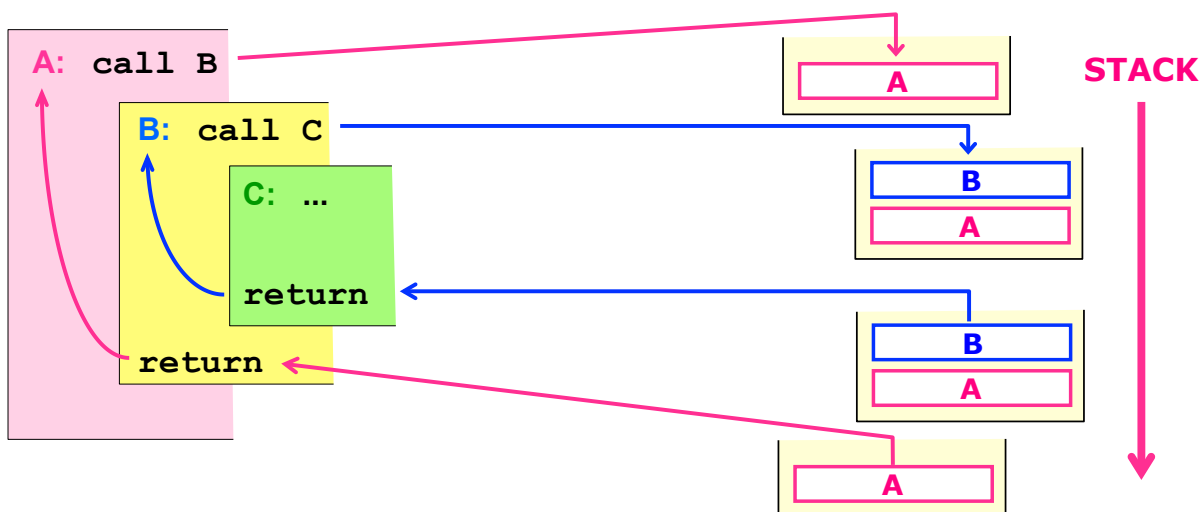 A: call B
B: call C
C: ...
return
return
A
STACK
B
A
B
A
A